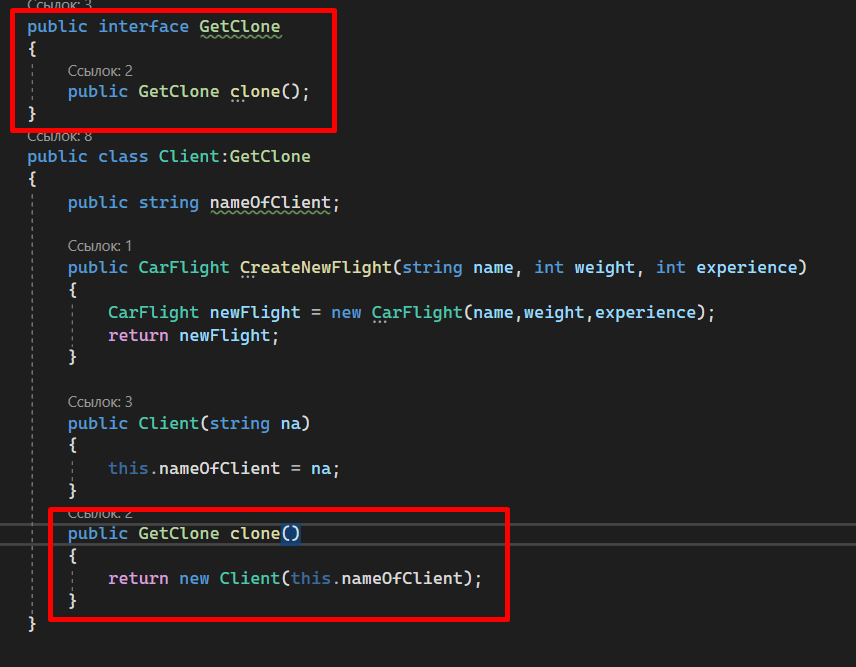 Ссылок: 3
public interface GetClone
{
Ссылок: 2
public GetClone clone();
}
Ссылок: 8
public class Client:GetClone
{
public string nameOfClient;
Ссылок: 1
public CarFlight CreateNewFlight(string name, int weight, int experience)
{
CarFlight newFlight = new CarFlight(name,weight,experience);
return newFlight;
}
Ссылок: 3
public Client(string na)
{
this.nameOfClient = na;
}
Ссылок: 2
public GetClone clone()
{
return new Client(this.nameOfClient);
}
}